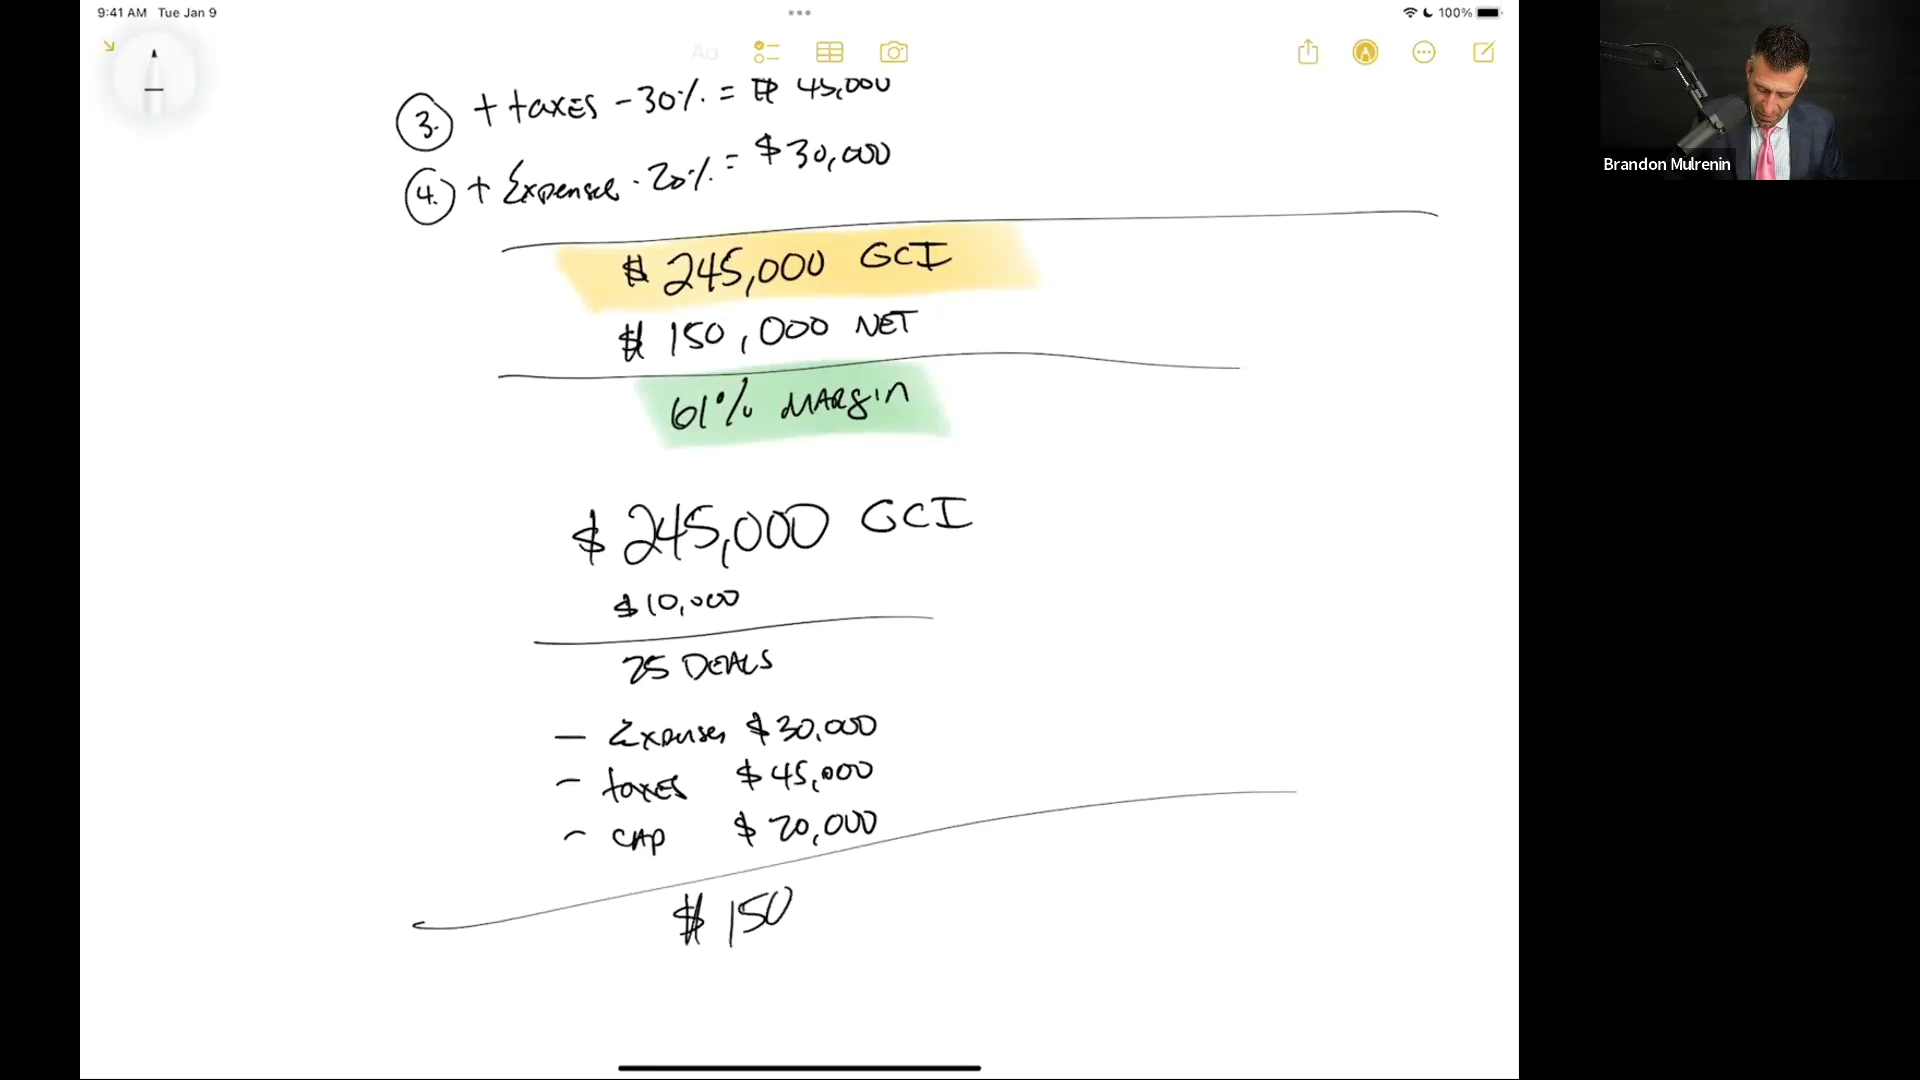 9:41 AM Tue Jan 9
100%
Aa
3. + taxes - 30% = $ 45,000
4. + Expenses - 20% = $30,000
$ 245,000 GCI
$ 150,000 NET
61% MARGIN
$ 245,000 GCI
$10,000
25 DEALS
- Expenses $30,000
- taxes $45,000
- CAP $20,000
$ 150
Brandon Mulrenin